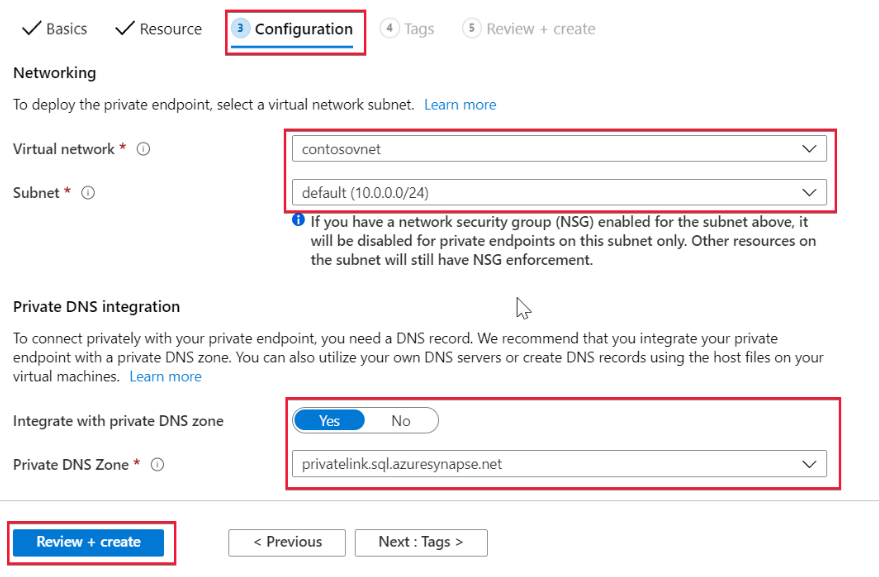 Basics Resource 3 Configuration 4 Tags 5 Review + create
Networking
To deploy the private endpoint, select a virtual network subnet. Learn more
Virtual network * contosovnet
Subnet * default (10.0.0.0/24)
If you have a network security group (NSG) enabled for the subnet above, it
will be disabled for private endpoints on this subnet only. Other resources on
the subnet will still have NSG enforcement.
Private DNS integration
To connect privately with your private endpoint, you need a DNS record. We recommend that you integrate your private
endpoint with a private DNS zone. You can also utilize your own DNS servers or create DNS records using the host files on your
virtual machines. Learn more
Integrate with private DNS zone Yes No
Private DNS Zone * privatelink.sql.azuresynapse.net
Review + create < Previous Next : Tags >